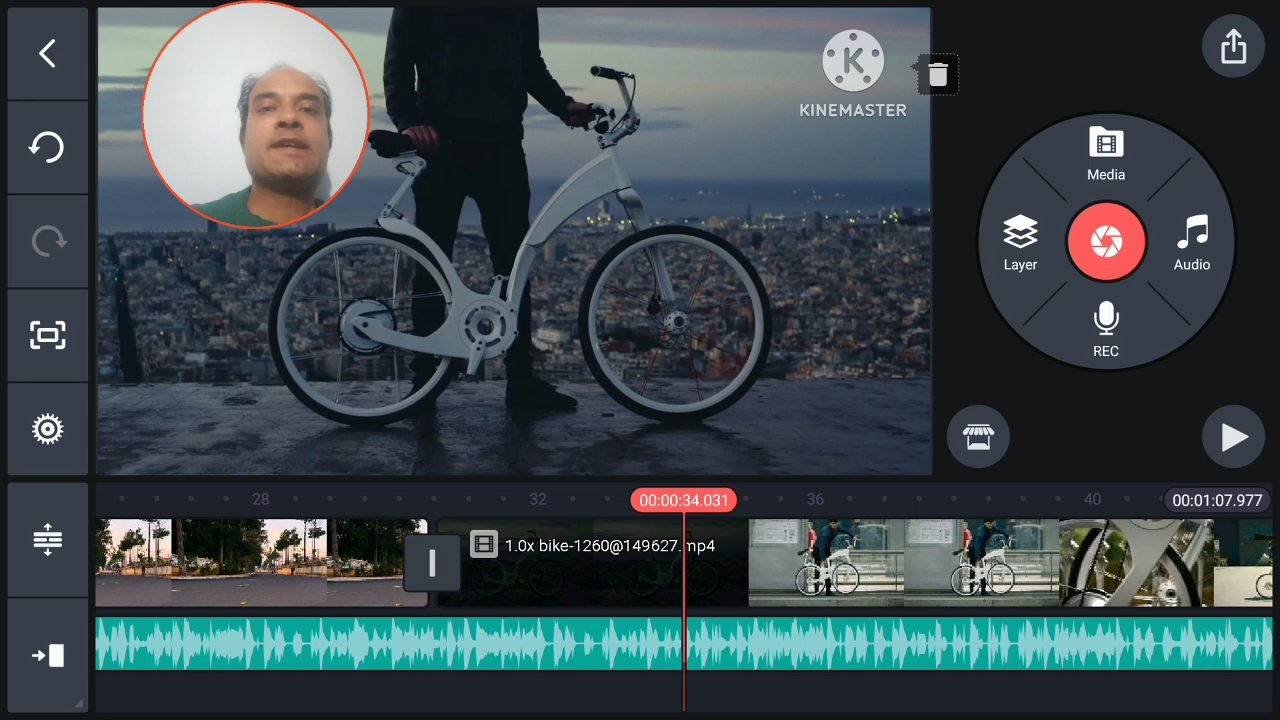 K
KINEMASTER
Media
Layer
Audio
REC
28
32
00:00:34.031
36
40
00:01:07.977
1.0x bike-1260@149627.mp4